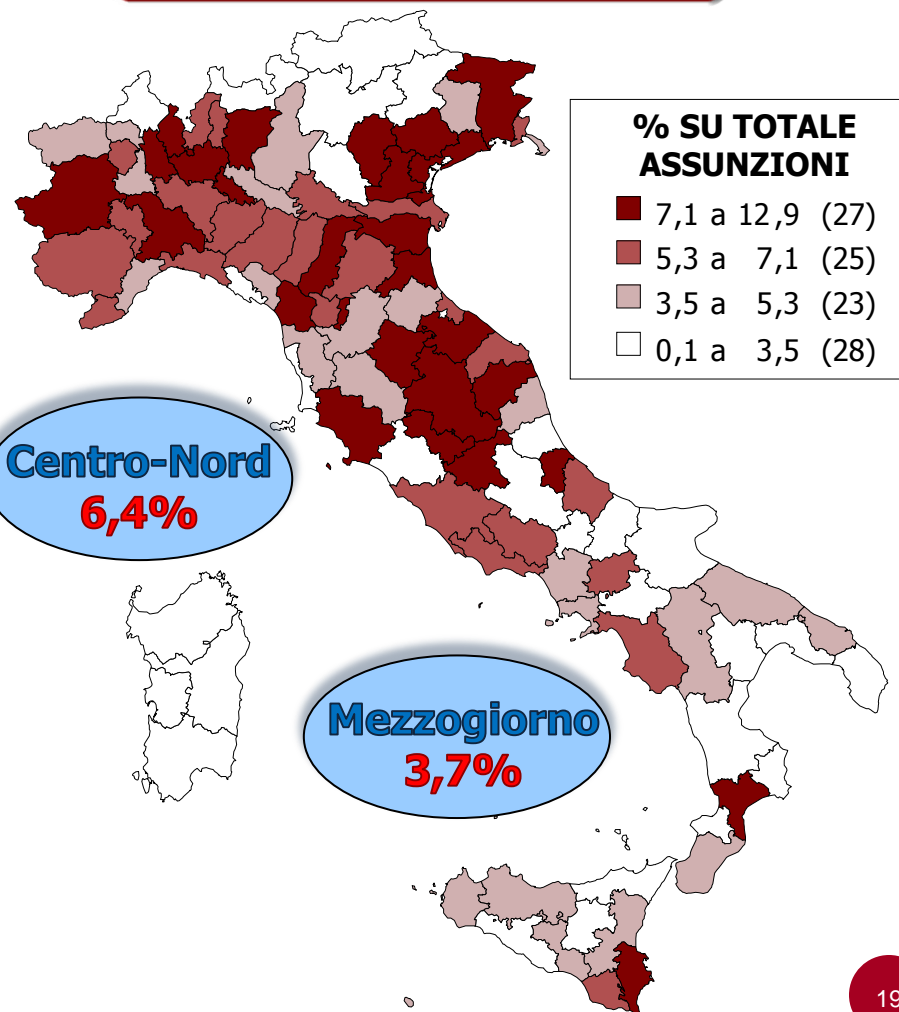 % SU TOTALE
ASSUNZIONI
7,1 a 12,9 (27)
5,3 a 7,1 (25)
3,5 a 5,3 (23)
0,1 a 3,5 (28)
Centro-Nord
6,4%
Mezzogiorno
3,7%
19